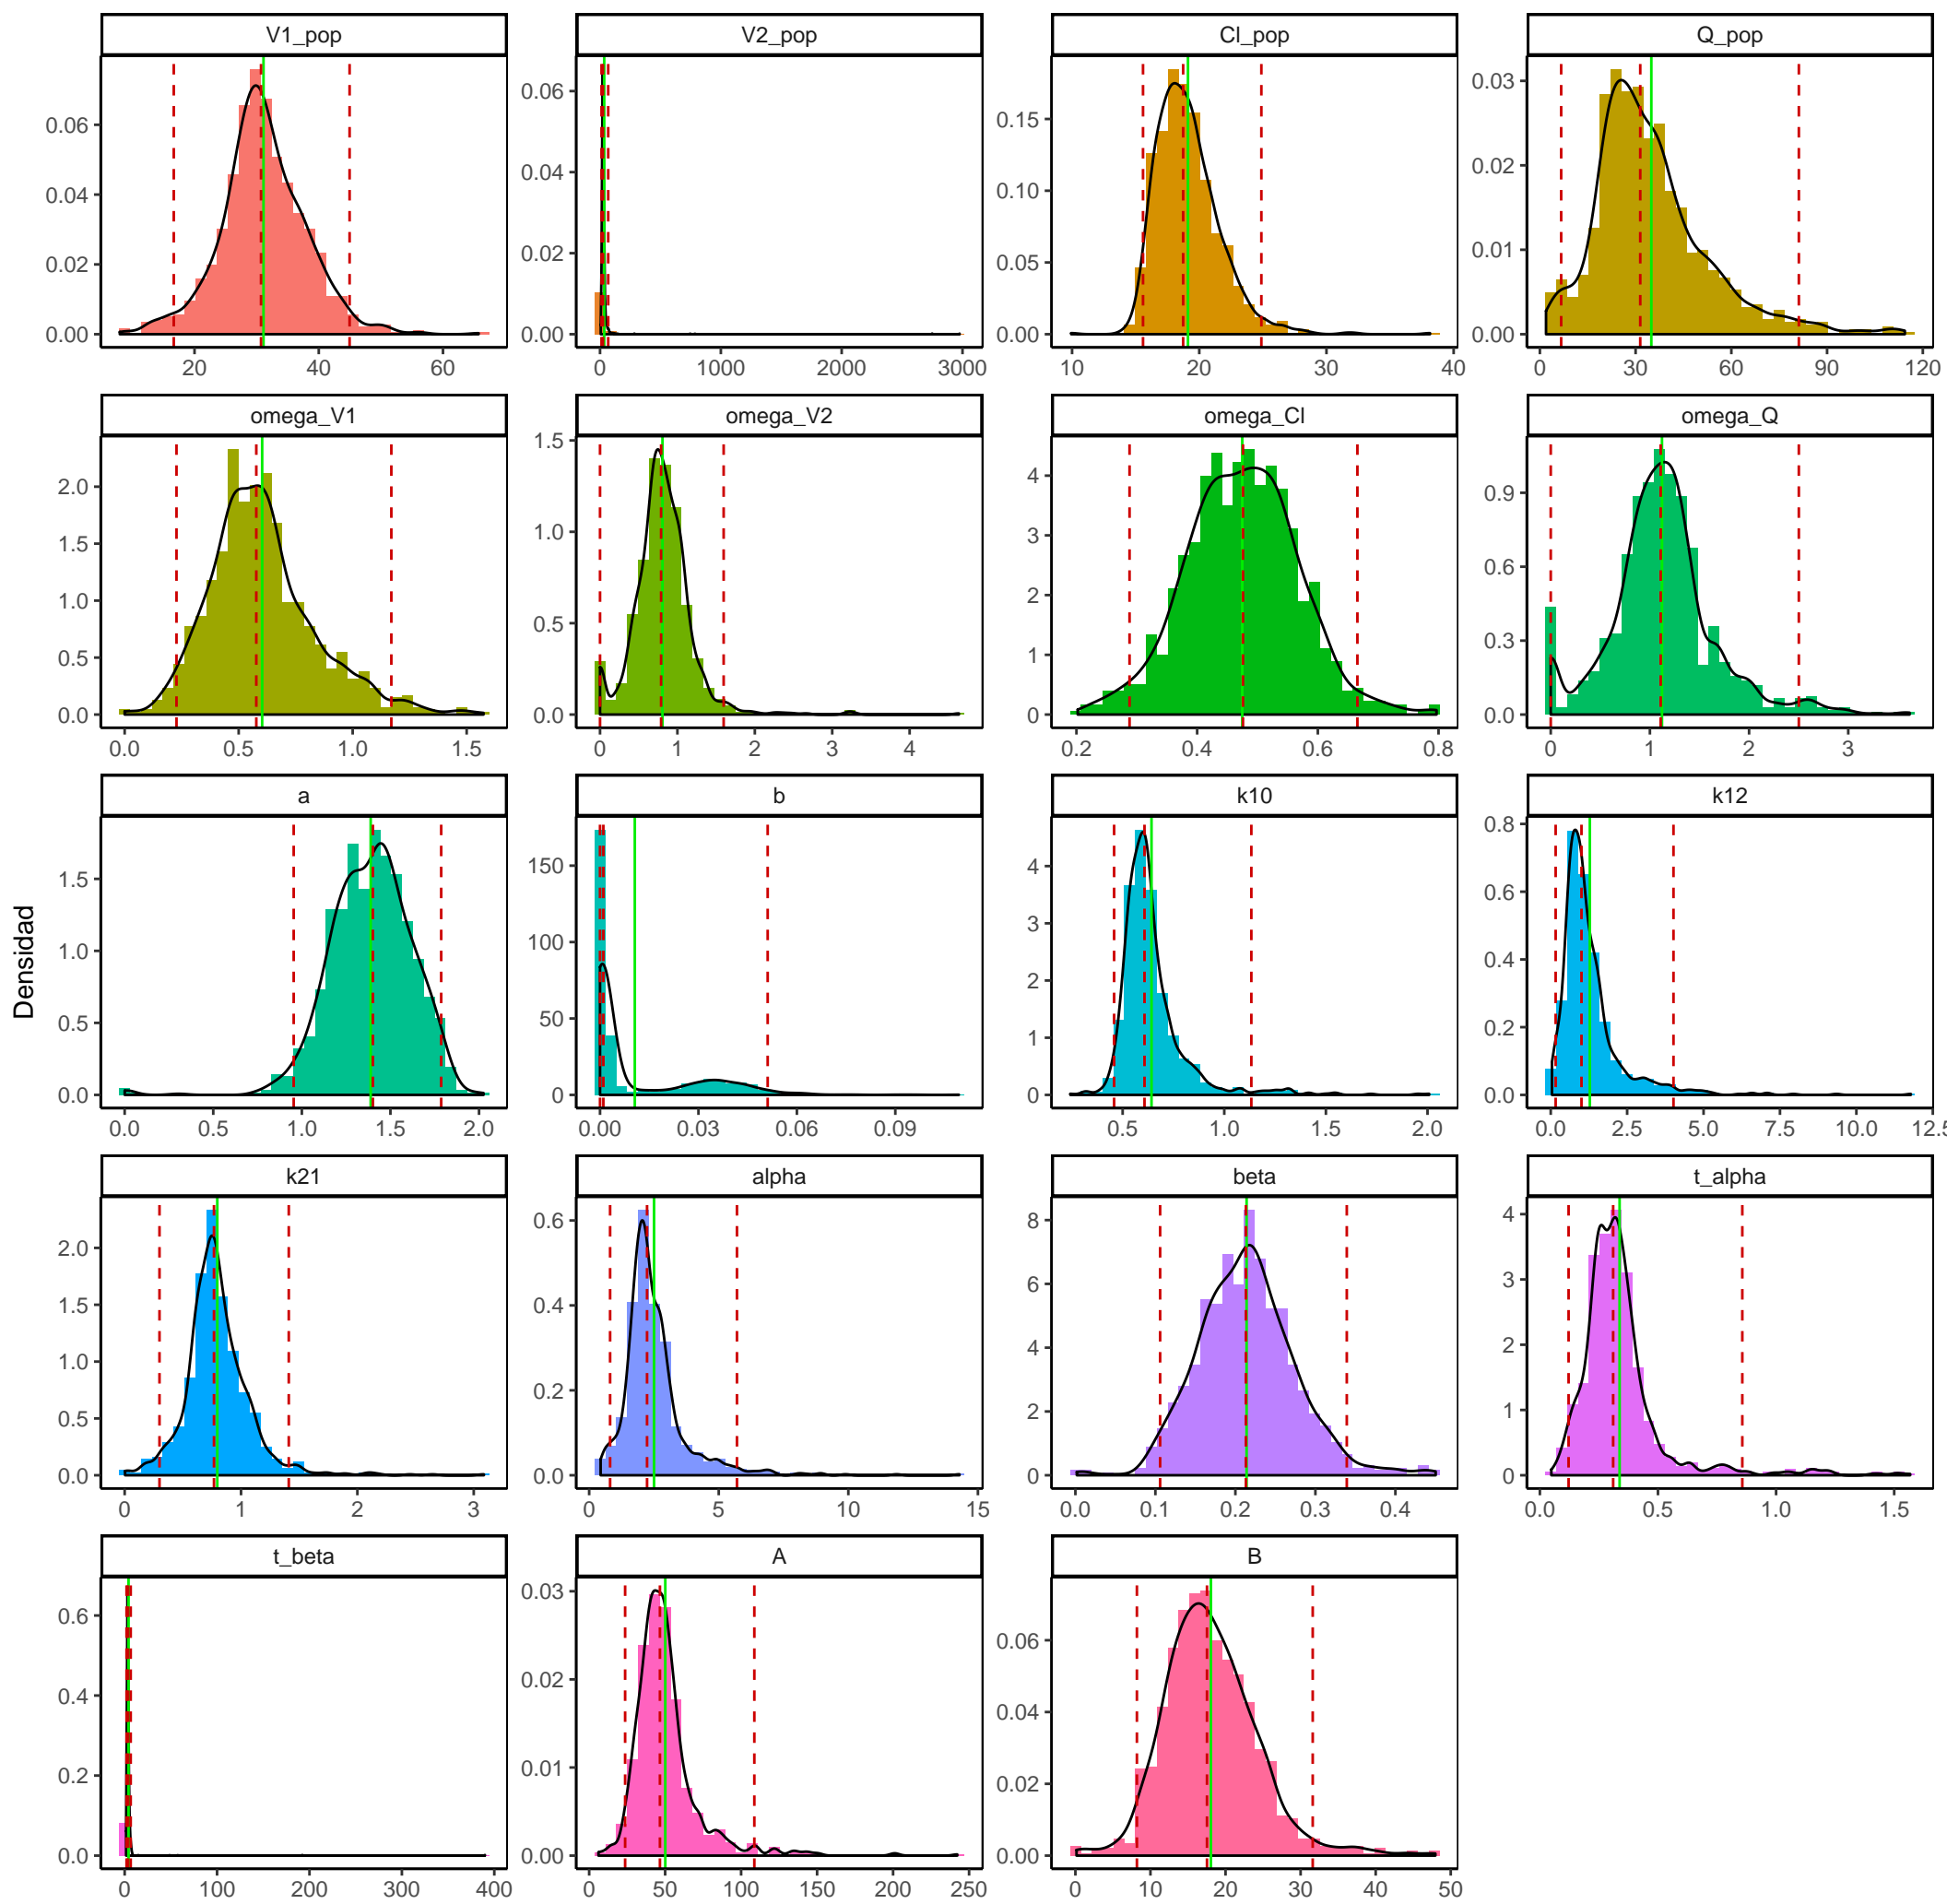 V1_pop V2_pop Cl_pop Q_pop
0.06 0.04 0.02 0.00
20 40 60
0.06 0.04 0.02 0.00
0 1000 2000 3000
0.15 0.10 0.05 0.00
10 20 30 40
0.03 0.02 0.01 0.00
0 30 60 90 120
omega_V1 omega_V2 omega_Cl omega_Q
2.0 1.5 1.0 0.5 0.0
0.0 0.5 1.0 1.5
1.5 1.0 0.5 0.0
0 1 2 3 4
4 3 2 1 0
0.2 0.4 0.6 0.8
0.9 0.6 0.3 0.0
0 1 2 3
Densidad
a b k10 k12
1.5 1.0 0.5 0.0
0.0 0.5 1.0 1.5 2.0
150 100 50 0
0.00 0.03 0.06 0.09
4 3 2 1 0
0.5 1.0 1.5 2.0
0.8 0.6 0.4 0.2 0.0
0.0 2.5 5.0 7.5 10.0 12.5
k21 alpha beta t_alpha
2.0 1.5 1.0 0.5 0.0
0 1 2 3
0.6 0.4 0.2 0.0
0 5 10 15
8 6 4 2 0
0.0 0.1 0.2 0.3 0.4
4 3 2 1 0
0.0 0.5 1.0 1.5
t_beta A B
0.6 0.4 0.2 0.0
0 100 200 300 400
0.03 0.02 0.01 0.00
0 50 100 150 200 250
0.06 0.04 0.02 0.00
0 10 20 30 40 50